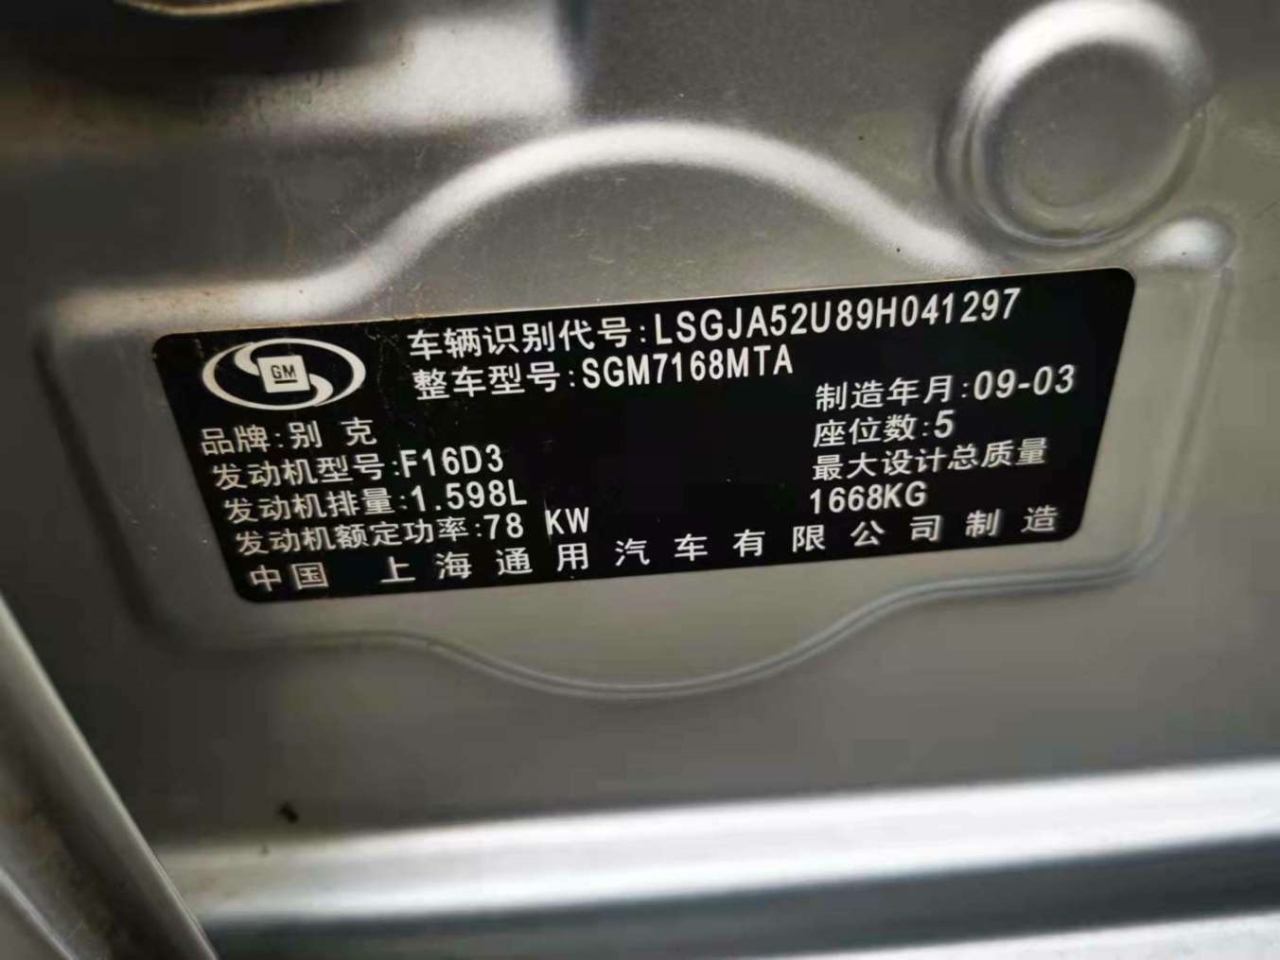 GM
车辆识别代号:LSGJA52U89H041297
整车型号:SGM7168MTA
品牌:别 克
制造年月:09-03
发动机型号:F16D3
座位数:5
发动机排量:1.598L
最大设计总质量
发动机额定功率:78 KW
1668KG
中国 上海通用汽车有限公司制造